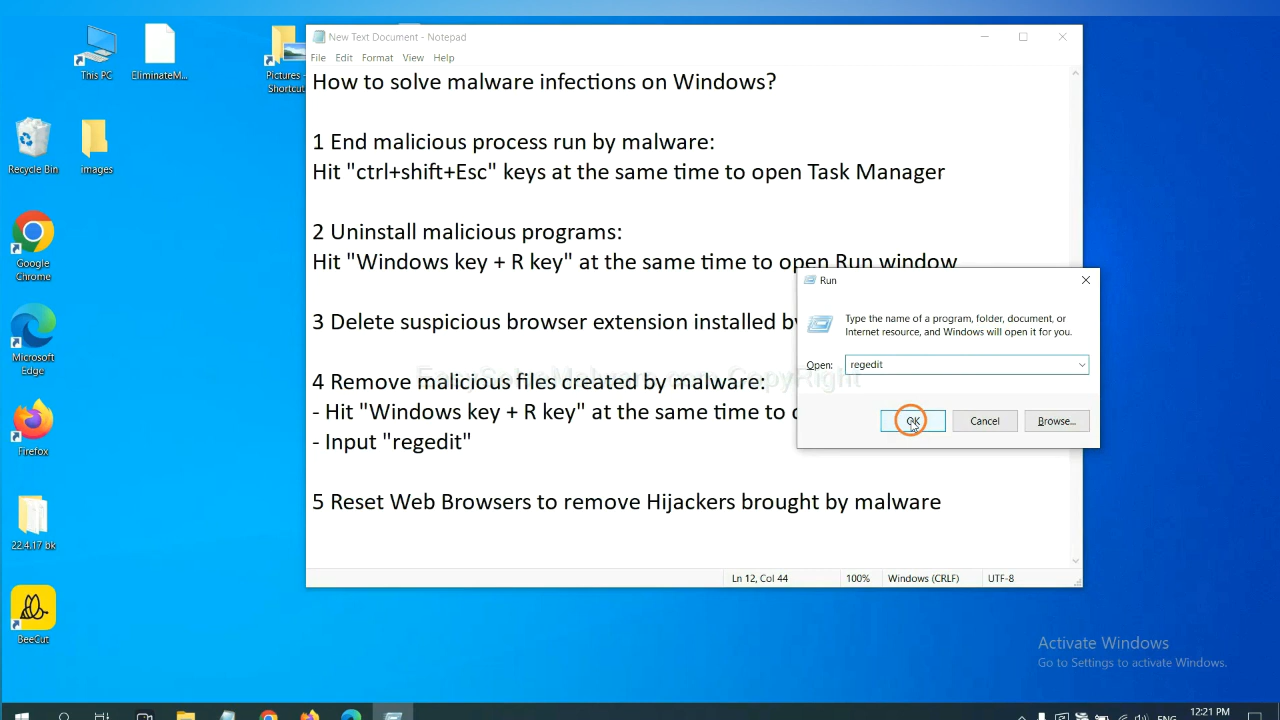 This PC
EliminateM...
Pictures -
Shortcut
Recycle Bin
images
Google
Chrome
Microsoft
Edge
Firefox
22.4.17 bk
BeeCut
New Text Document - Notepad
File Edit Format View Help
How to solve malware infections on Windows?
1 End malicious process run by malware:
Hit "ctrl+shift+Esc" keys at the same time to open Task Manager
2 Uninstall malicious programs:
Hit "Windows key + R key" at the same time to open Run window
3 Delete suspicious browser extension installed by
4 Remove malicious files created by malware:
- Hit "Windows key + R key" at the same time to
- Input "regedit"
5 Reset Web Browsers to remove Hijackers brought by malware
Ln 12, Col 44 100% Windows (CRLF) UTF-8
Run
Type the name of a program, folder, document, or
Internet resource, and Windows will open it for you.
Open: regedit
OK Cancel Browse...
Activate Windows
Go to Settings to activate Windows.
ENG 12:21 PM